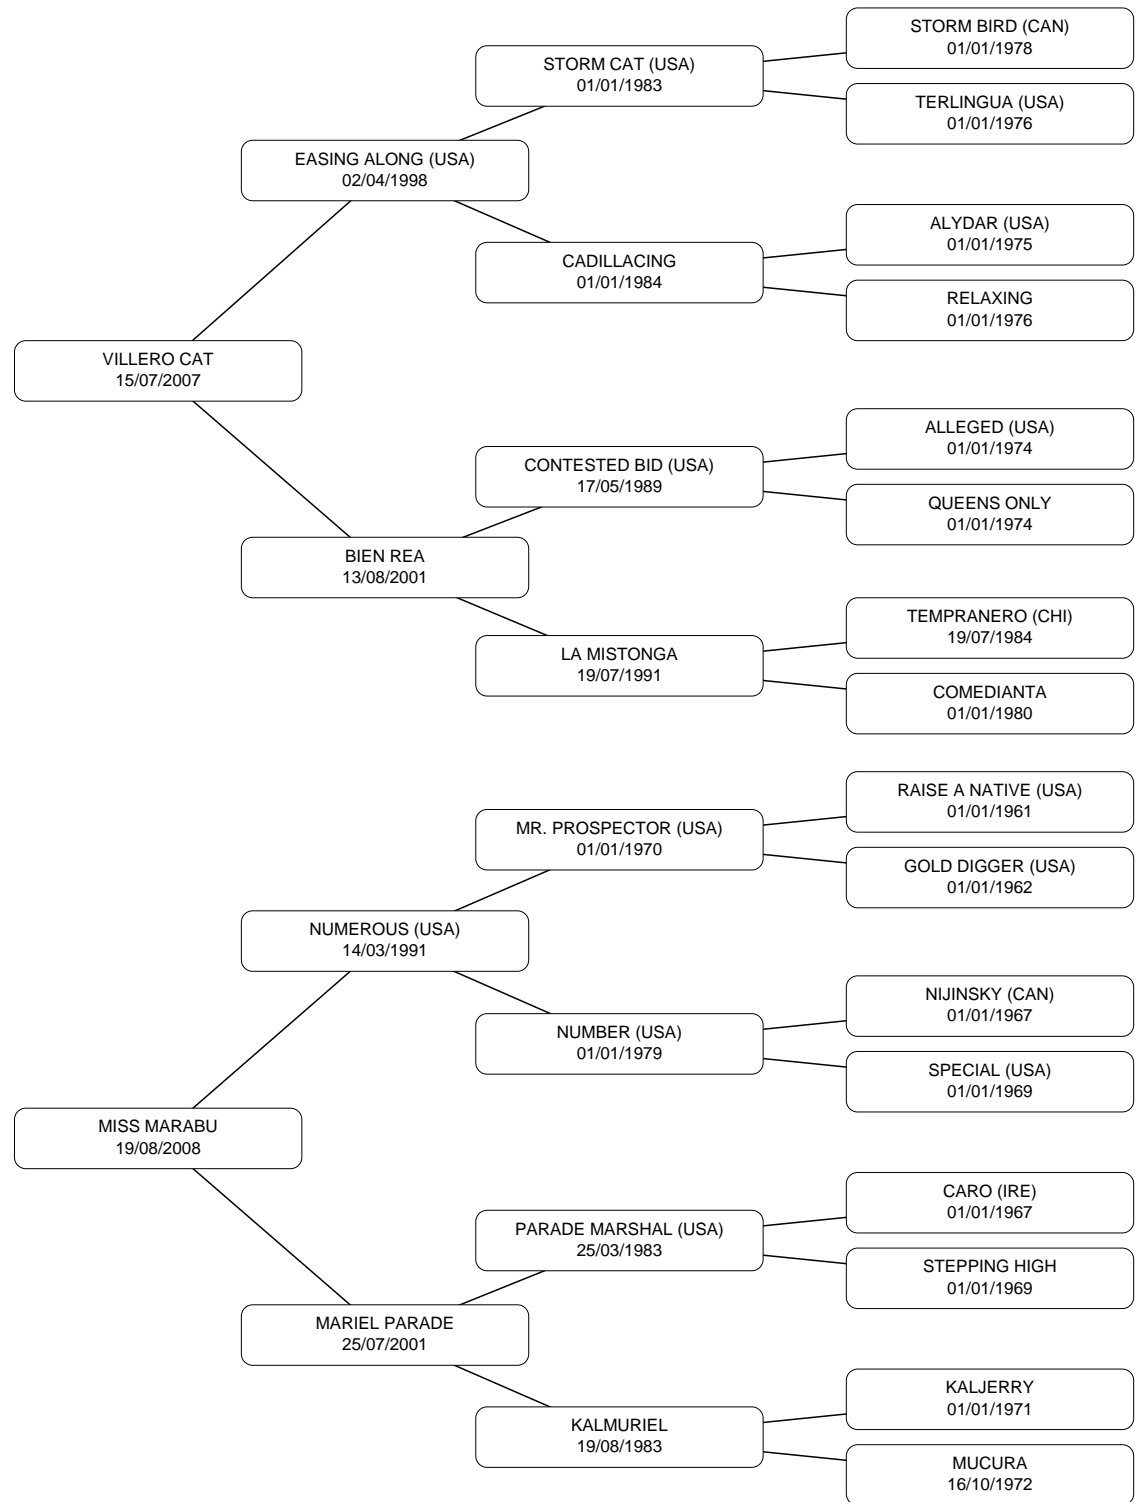 STORM BIRD (CAN)
01/01/1978
STORM CAT (USA)
01/01/1983
TERLINGUA (USA)
01/01/1976
EASING ALONG (USA)
02/04/1998
ALYDAR (USA)
01/01/1975
CADILLACING
01/01/1984
RELAXING
01/01/1976
VILLERO CAT
15/07/2007
ALLEGED (USA)
01/01/1974
CONTESTED BID (USA)
17/05/1989
QUEENS ONLY
01/01/1974
BIEN REA
13/08/2001
TEMPRANERO (CHI)
19/07/1984
LA MISTONGA
19/07/1991
COMEDIANTA
01/01/1980
RAISE A NATIVE (USA)
01/01/1961
MR. PROSPECTOR (USA)
01/01/1970
GOLD DIGGER (USA)
01/01/1962
NUMEROUS (USA)
14/03/1991
NIJINSKY (CAN)
01/01/1967
NUMBER (USA)
01/01/1979
SPECIAL (USA)
01/01/1969
MISS MARABU
19/08/2008
CARO (IRE)
01/01/1967
PARADE MARSHAL (USA)
25/03/1983
STEPPING HIGH
01/01/1969
MARIEL PARADE
25/07/2001
KALJERRY
01/01/1971
KALMURIEL
19/08/1983
MUCURA
16/10/1972